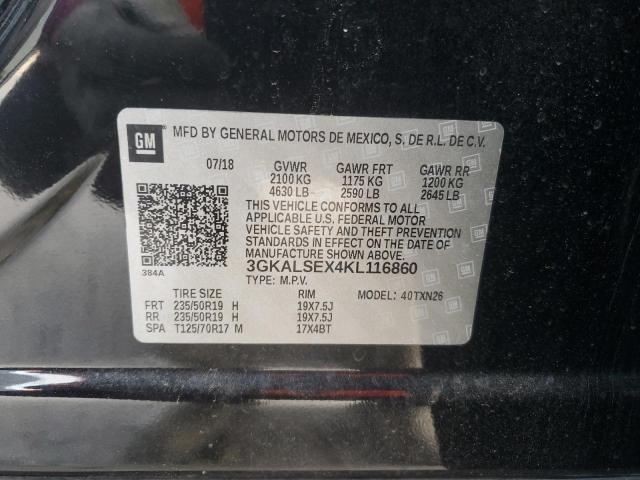 GM MFD BY GENERAL MOTORS DE MEXICO, S. DE R.L. DE C.V.
07/18 GVWR GAWR FRT GAWR RR
2100 KG 1175 KG 1200 KG
4630 LB 2590 LB 2645 LB
THIS VEHICLE CONFORMS TO ALL
APPLICABLE U.S. FEDERAL MOTOR
VEHICLE SAFETY AND THEFT
PREVENTION STANDARDS IN
EFFECT ON THE DATE OF
MANUFACTURE SHOWN ABOVE.
3GKALSEX4KL116860
384A TYPE: M.P.V.
TIRE SIZE RIM MODEL: 40TXN26
FRT 235/50R19 H 19X7.5J
RR 235/50R19 H 19X7.5J
SPA T125/70R17 M 17X4BT